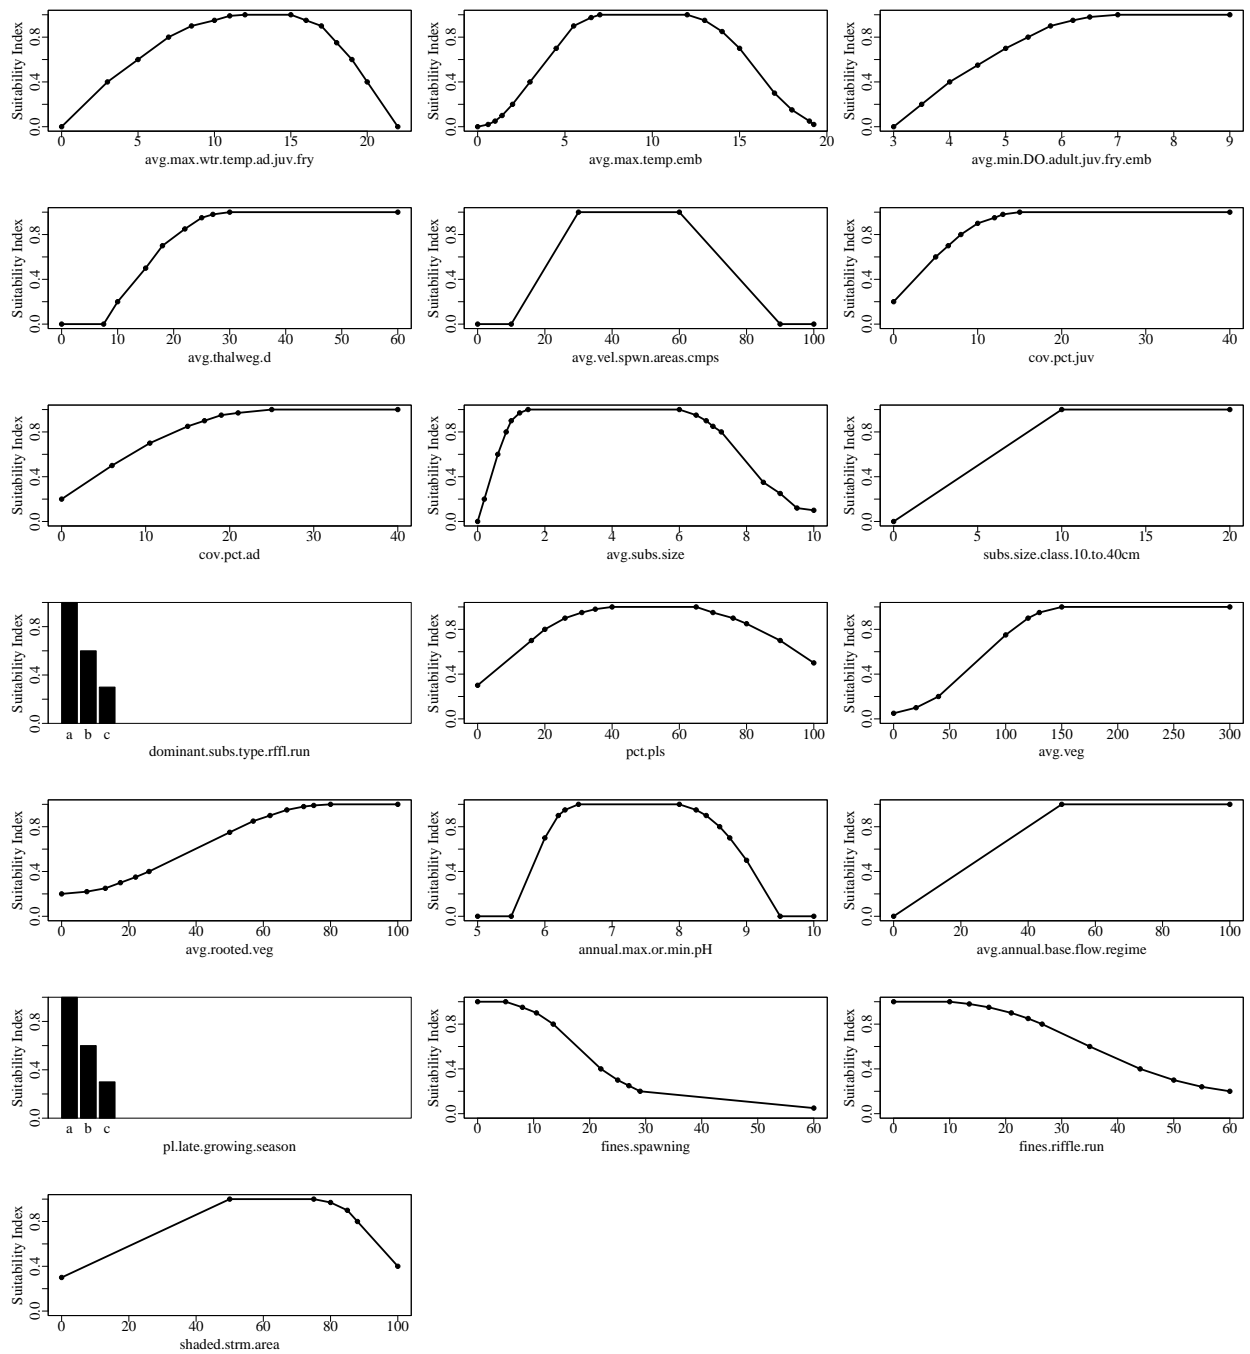 Suitability Index
0.0 0.4 0.8
0 5 10 15 20
avg.max.wtr.temp.ad.juv.fry
Suitability Index
0.0 0.4 0.8
0 5 10 15 20
avg.max.temp.emb
Suitability Index
0.0 0.4 0.8
3 4 5 6 7 8 9
avg.min.DO.adult.juv.fry.emb
Suitability Index
0.0 0.4 0.8
0 10 20 30 40 50 60
avg.thalweg.d
Suitability Index
0.0 0.4 0.8
0 20 40 60 80 100
avg.vel.spwn.areas.cmps
Suitability Index
0.0 0.4 0.8
0 10 20 30 40
cov.pct.juv
Suitability Index
0.0 0.4 0.8
0 10 20 30 40
cov.pct.ad
Suitability Index
0.0 0.4 0.8
0 2 4 6 8 10
avg.subs.size
Suitability Index
0.0 0.4 0.8
0 5 10 15 20
subs.size.class.10.to.40cm
Suitability Index
0.0 0.4 0.8
a b c
dominant.subs.type.rffl.run
Suitability Index
0.0 0.4 0.8
0 20 40 60 80 100
pct.pls
Suitability Index
0.0 0.4 0.8
0 50 100 150 200 250 300
avg.veg
Suitability Index
0.0 0.4 0.8
0 20 40 60 80 100
avg.rooted.veg
Suitability Index
0.0 0.4 0.8
5 6 7 8 9 10
annual.max.or.min.pH
Suitability Index
0.0 0.4 0.8
0 20 40 60 80 100
avg.annual.base.flow.regime
Suitability Index
0.0 0.4 0.8
a b c
pl.late.growing.season
Suitability Index
0.0 0.4 0.8
0 10 20 30 40 50 60
fines.spawning
Suitability Index
0.0 0.4 0.8
0 10 20 30 40 50 60
fines.riffle.run
Suitability Index
0.0 0.4 0.8
0 20 40 60 80 100
shaded.strm.area